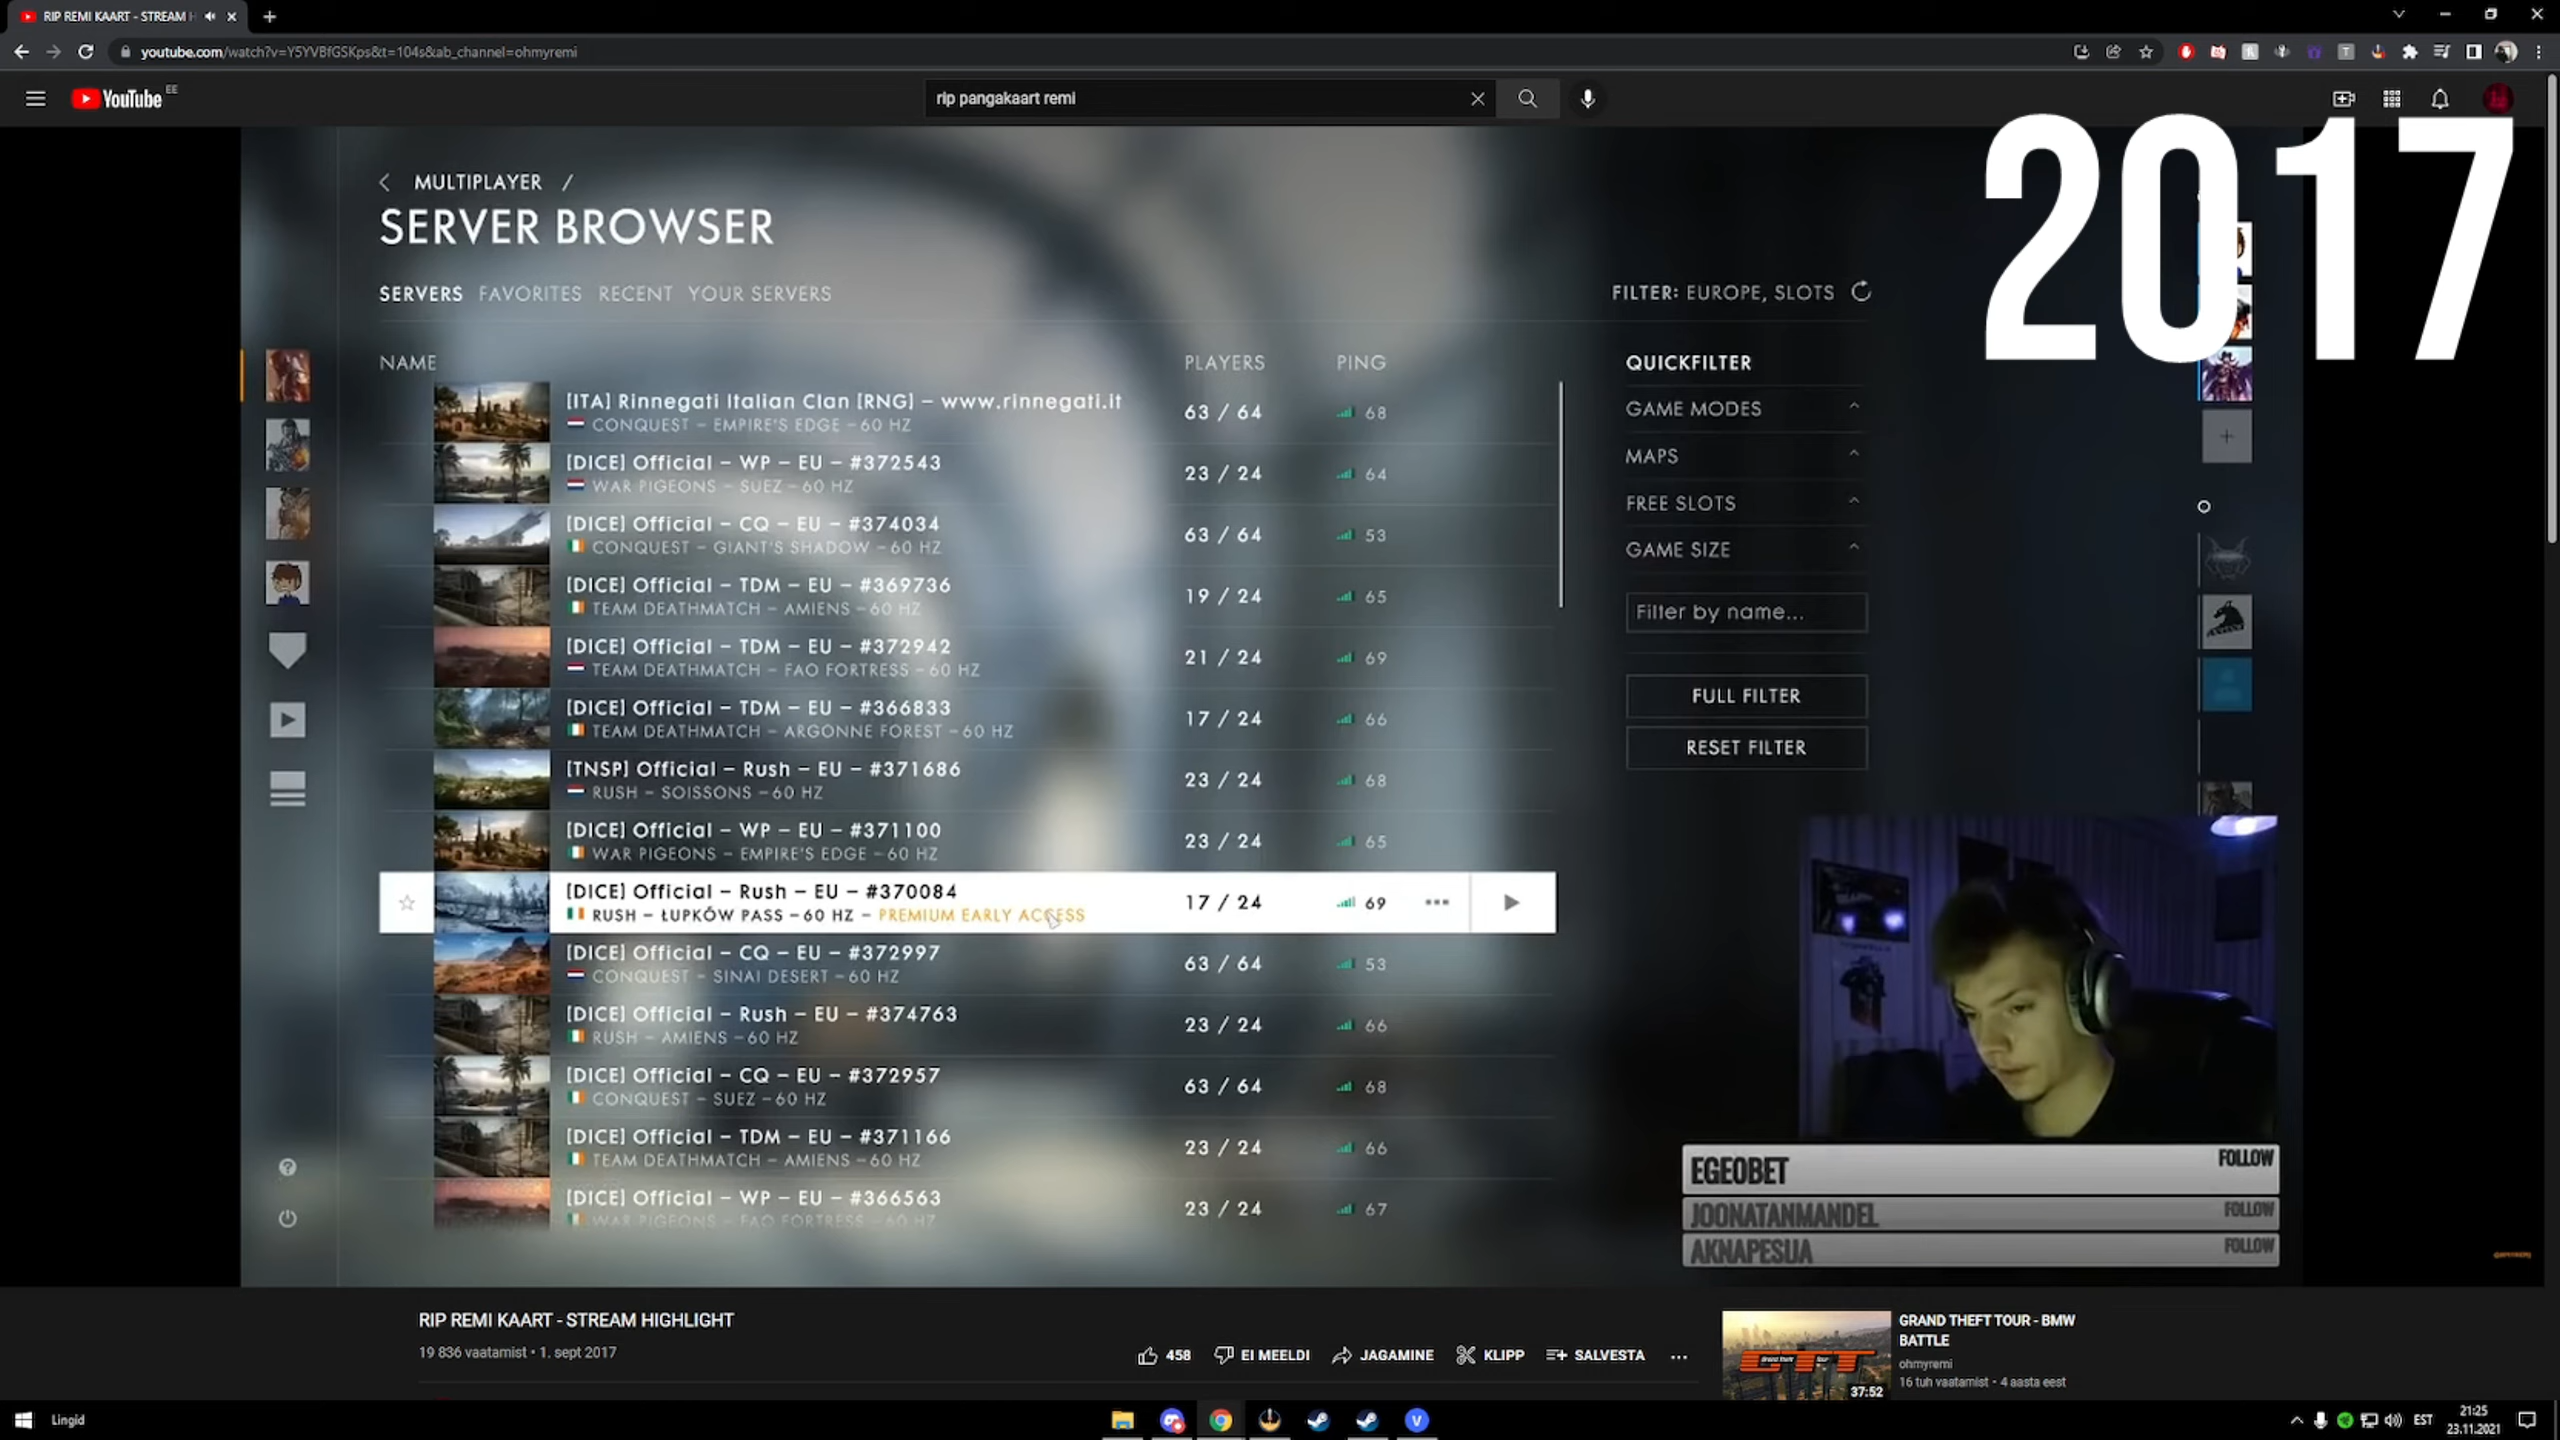 RIP REMI KAART - STREAM H
youtube.com/watch?v=Y5YVBfGSKps&t=104s&ab_channel=ohmyremi
YouTube EE
rip pangakaart remi
2017
MULTIPLAYER /
SERVER BROWSER
SERVERS FAVORITES RECENT YOUR SERVERS
FILTER: EUROPE, SLOTS
NAME PLAYERS PING
[ITA] Rinnegati Italian Clan [RNG] – www.rinnegati.it
CONQUEST – EMPIRE'S EDGE – 60 HZ
63 / 64 68
[DICE] Official – WP – EU – #372543
WAR PIGEONS – SUEZ – 60 HZ
23 / 24 64
[DICE] Official – CQ – EU – #374034
CONQUEST – GIANT'S SHADOW – 60 HZ
63 / 64 53
[DICE] Official – TDM – EU – #369736
TEAM DEATHMATCH – AMIENS – 60 HZ
19 / 24 65
[DICE] Official – TDM – EU – #372942
TEAM DEATHMATCH – FAO FORTRESS – 60 HZ
21 / 24 69
[DICE] Official – TDM – EU – #366833
TEAM DEATHMATCH – ARGONNE FOREST – 60 HZ
17 / 24 66
[TNSP] Official – Rush – EU – #371686
RUSH – SOISSONS – 60 HZ
23 / 24 68
[DICE] Official – WP – EU – #371100
WAR PIGEONS – EMPIRE'S EDGE – 60 HZ
23 / 24 65
[DICE] Official – Rush – EU – #370084
RUSH – ŁUPKÓW PASS – 60 HZ – PREMIUM EARLY ACCESS
17 / 24 69
[DICE] Official – CQ – EU – #372997
CONQUEST – SINAI DESERT – 60 HZ
63 / 64 53
[DICE] Official – Rush – EU – #374763
RUSH – AMIENS – 60 HZ
23 / 24 66
[DICE] Official – CQ – EU – #372957
CONQUEST – SUEZ – 60 HZ
63 / 64 68
[DICE] Official – TDM – EU – #371166
TEAM DEATHMATCH – AMIENS – 60 HZ
23 / 24 66
[DICE] Official – WP – EU – #366563
WAR PIGEONS – FAO FORTRESS – 60 HZ
23 / 24 67
QUICKFILTER
GAME MODES
MAPS
FREE SLOTS
GAME SIZE
Filter by name...
FULL FILTER
RESET FILTER
EGEOBET FOLLOW
JOONATANMANDEL FOLLOW
AKNAPESUA FOLLOW
RIP REMI KAART - STREAM HIGHLIGHT
19 836 vaatamist • 1. sept 2017
458 EI MEELDI JAGAMINE KLIPP SALVESTA
37:52
GRAND THEFT TOUR - BMW
BATTLE
ohmyremi
16 tuh vaatamist • 4 aasta eest
Lingid
EST
21:25
23.11.2021